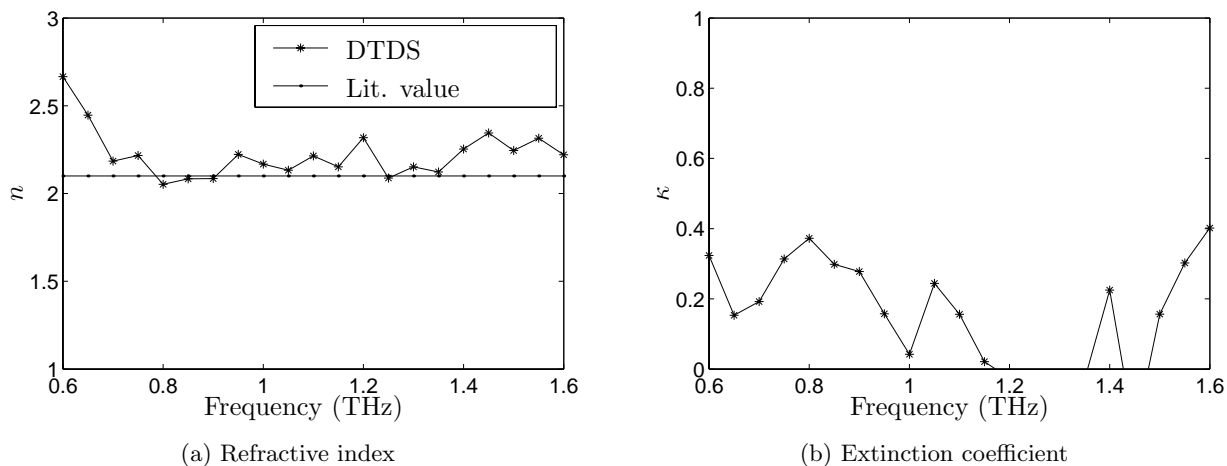 3
2.5
2
1.5
1
n
0.6
0.8
1
1.2
1.4
1.6
Frequency (THz)
DTDS
Lit. value
(a) Refractive index
1
0.8
0.6
0.4
0.2
0
κ
0.6
0.8
1
1.2
1.4
1.6
Frequency (THz)
(b) Extinction coefficient